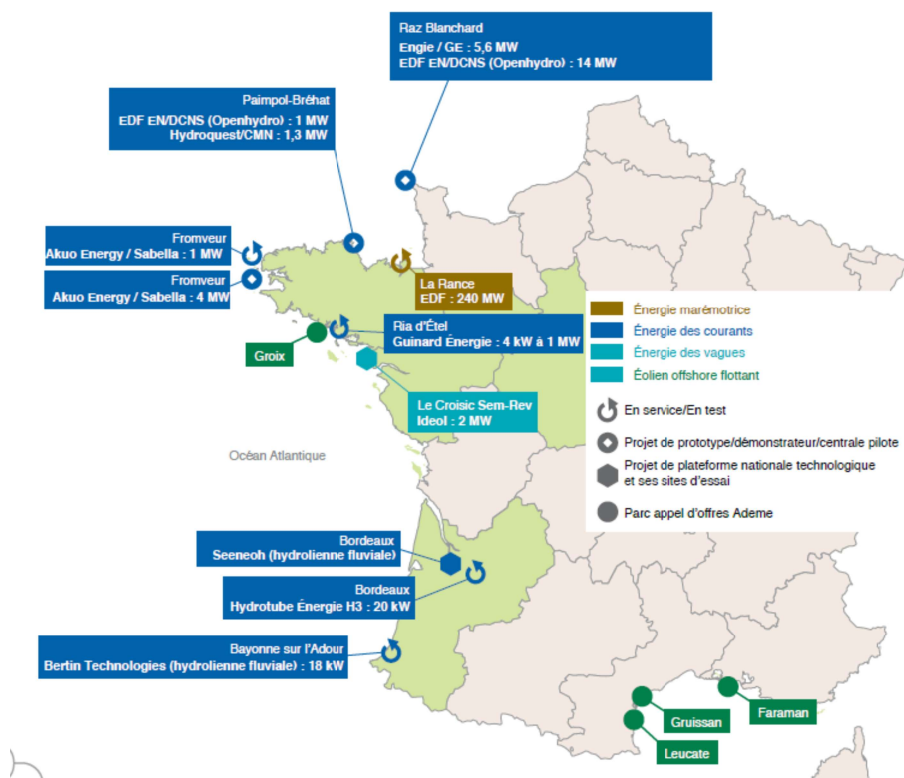 Raz Blanchard
Engie / GE : 5,6 MW
EDF EN/DCNS (Openhydro) : 14 MW
Paimpol-Bréhat
EDF EN/DCNS (Openhydro) : 1 MW
Hydroquest/CMN : 1,3 MW
Fromveur
Akuo Energy / Sabella : 1 MW
Fromveur
Akuo Energy / Sabella : 4 MW
La Rance
EDF : 240 MW
Ria d'Étel
Guinard Énergie : 4 kW à 1 MW
Groix
Le Croisic Sem-Rev
Ideol : 2 MW
Océan Atlantique
Énergie marémotrice
Énergie des courants
Énergie des vagues
Éolien offshore flottant
En service/En test
Projet de prototype/démonstrateur/centrale pilote
Projet de plateforme nationale technologique
et ses sites d'essai
Parc appel d'offres Ademe
Bordeaux
Seeneoh (hydrolienne fluviale)
Bordeaux
Hydrotube Énergie H3 : 20 kW
Bayonne sur l'Adour
Bertin Technologies (hydrolienne fluviale) : 18 kW
Gruissan
Faraman
Leucate